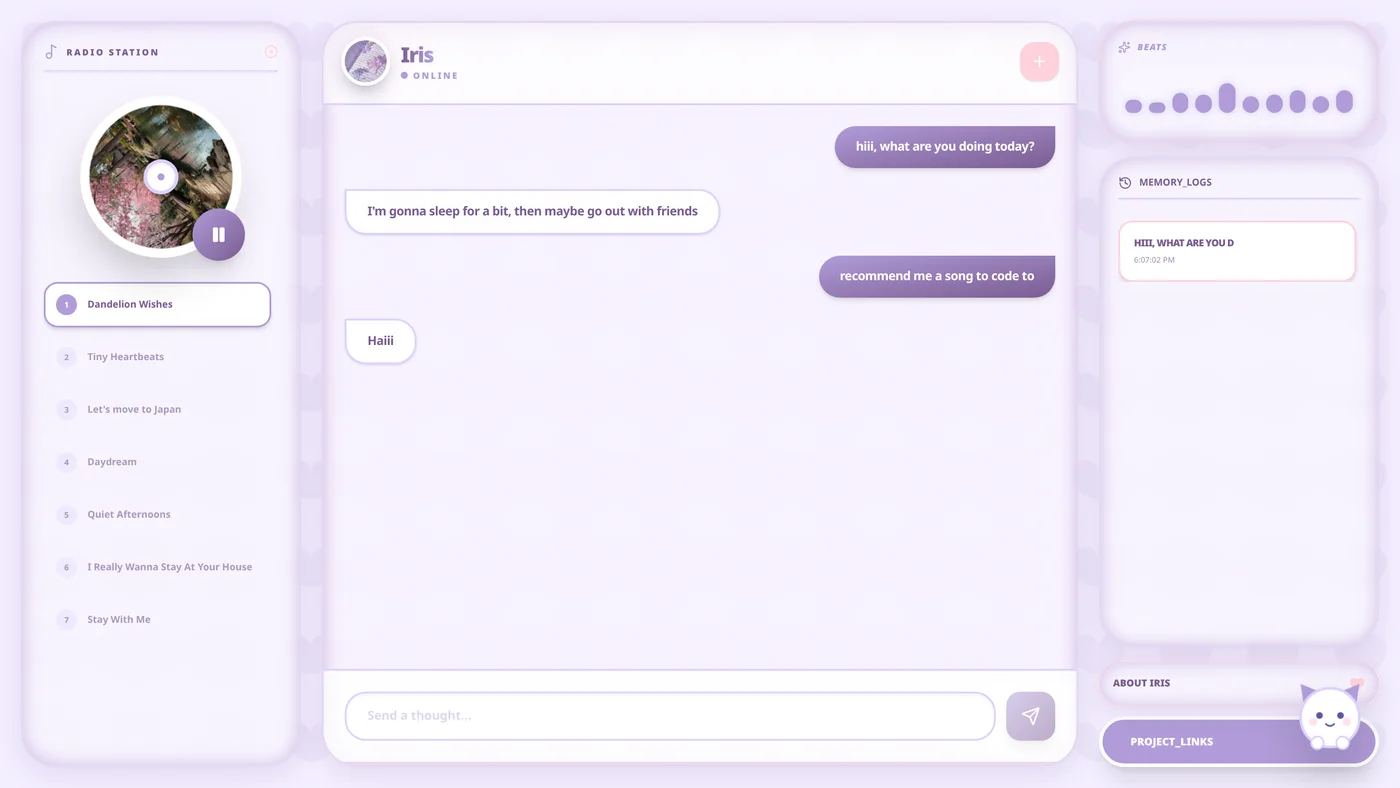 RADIO STATION
1 Dandelion Wishes
2 Tiny Heartbeats
3 Let's move to Japan
4 Daydream
5 Quiet Afternoons
6 I Really Wanna Stay At Your House
7 Stay With Me
Iris
ONLINE
hiii, what are you doing today?
I'm gonna sleep for a bit, then maybe go out with friends
recommend me a song to code to
Haiii
Send a thought...
BEATS
MEMORY_LOGS
HIII, WHAT ARE YOU D
6:07:02 PM
ABOUT IRIS
PROJECT_LINKS